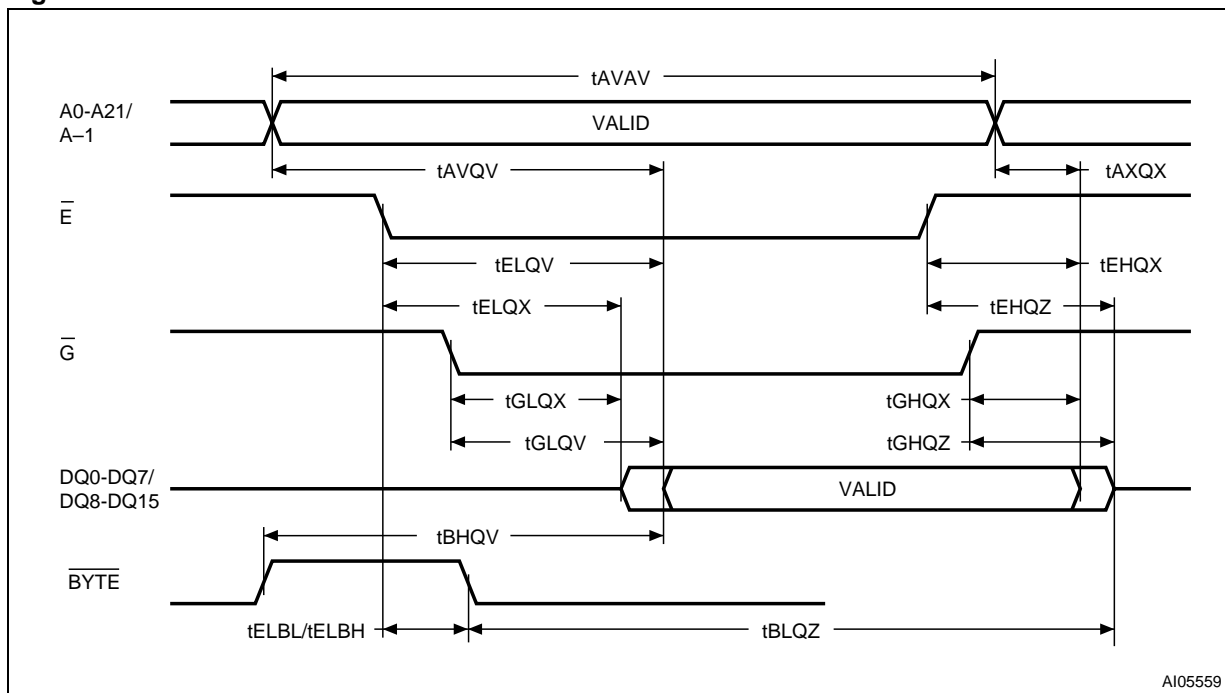 tAVAV
A0-A21/
A–1
VALID
tAVQV
tAXQX
E
tELQV
tEHQX
tELQX
tEHQZ
G
tGLQX
tGHQX
tGLQV
tGHQZ
DQ0-DQ7/
DQ8-DQ15
VALID
tBHQV
BYTE
tELBL/tELBH
tBLQZ
AI05559